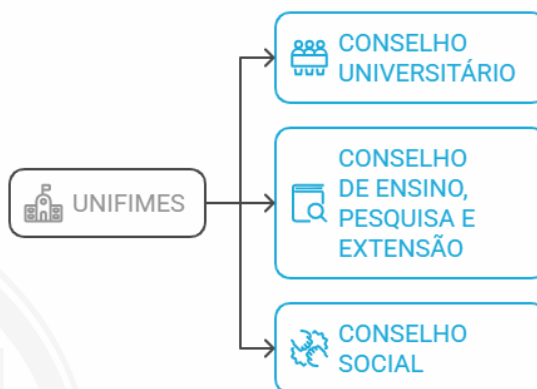 CONSELHO
UNIVERSITÁRIO
CONSELHO
DE ENSINO,
PESQUISA E
EXTENSÃO
UNIFIMES
CONSELHO
SOCIAL